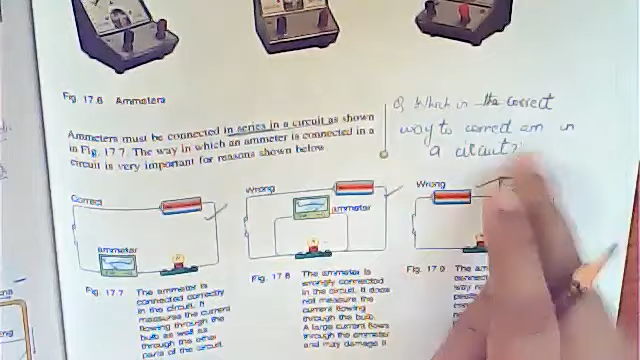 Fig 17.6 Ammeters
Ammeters must be connected in series in a circuit as shown
in Fig. 17.7. The way in which an ammeter is connected in a
circuit is very important for reasons shown below.
Q Which is the correct
way to connect am in
a circuit?
Correct
ammeter
Fig. 17.7
The ammeter is
connected correctly
in the circuit. It
measures the current
flowing through the
bulb as well as
through the other
parts of the circuit.
Wrong
ammeter
Fig. 17.8
The ammeter is
wrongly connected
in the circuit. It does
not measure the
current flowing
through the bulb.
A large current flows
through the ammeter
and may damage it.
Wrong
Fig. 17.9
The am
connec
way